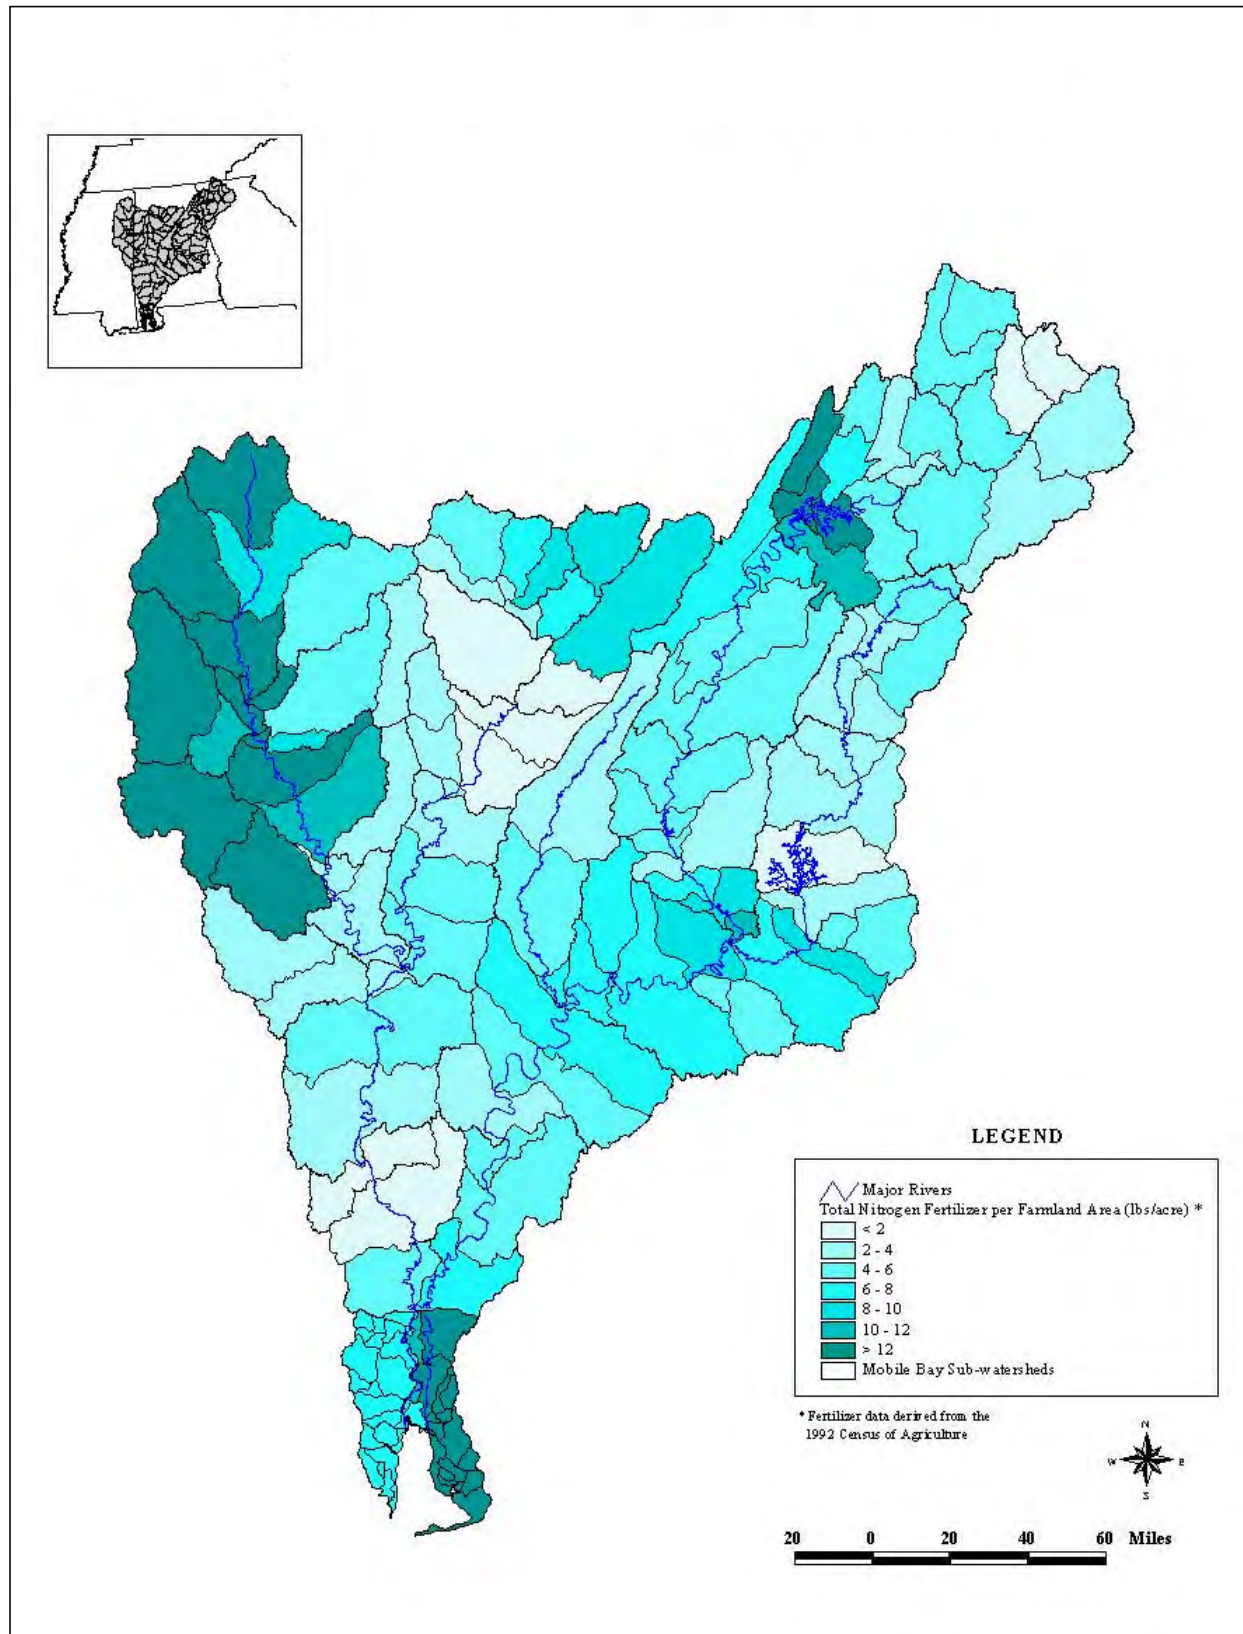 LEGEND
Major Rivers
Total Nitrogen Fertilizer per Farmland Area (lbs/acre) *
< 2
2 - 4
4 - 6
6 - 8
8 - 10
10 - 12
> 12
Mobile Bay Sub-watersheds
* Fertilizer data derived from the
1992 Census of Agriculture
N
W E
S
20 0 20 40 60 Miles